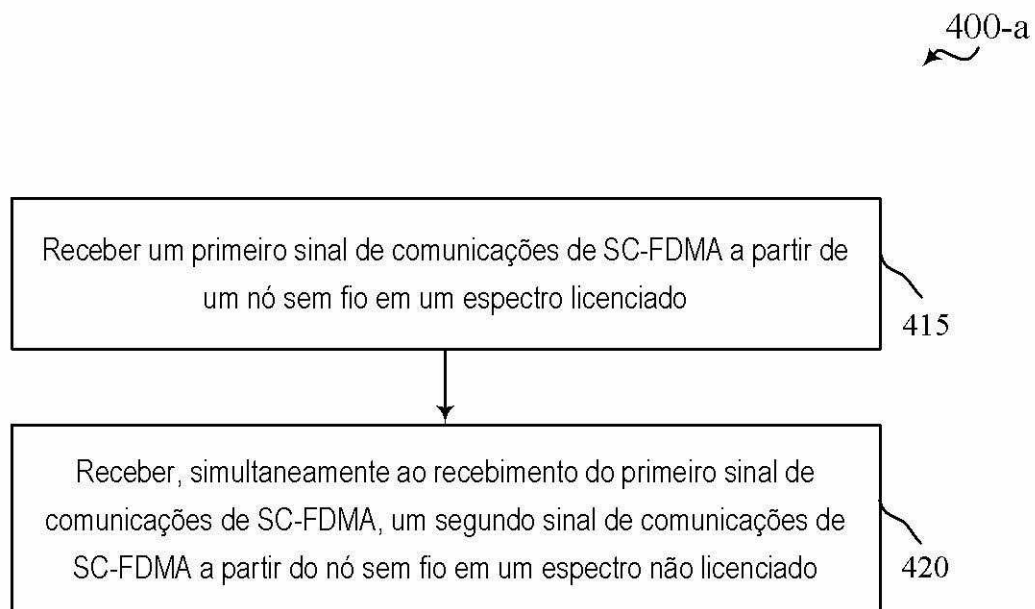 400-a
Receber um primeiro sinal de comunicações de SC-FDMA a partir de
um nó sem fio em um espectro licenciado
415
Receber, simultaneamente ao recebimento do primeiro sinal de
comunicações de SC-FDMA, um segundo sinal de comunicações de
SC-FDMA a partir do nó sem fio em um espectro não licenciado
420